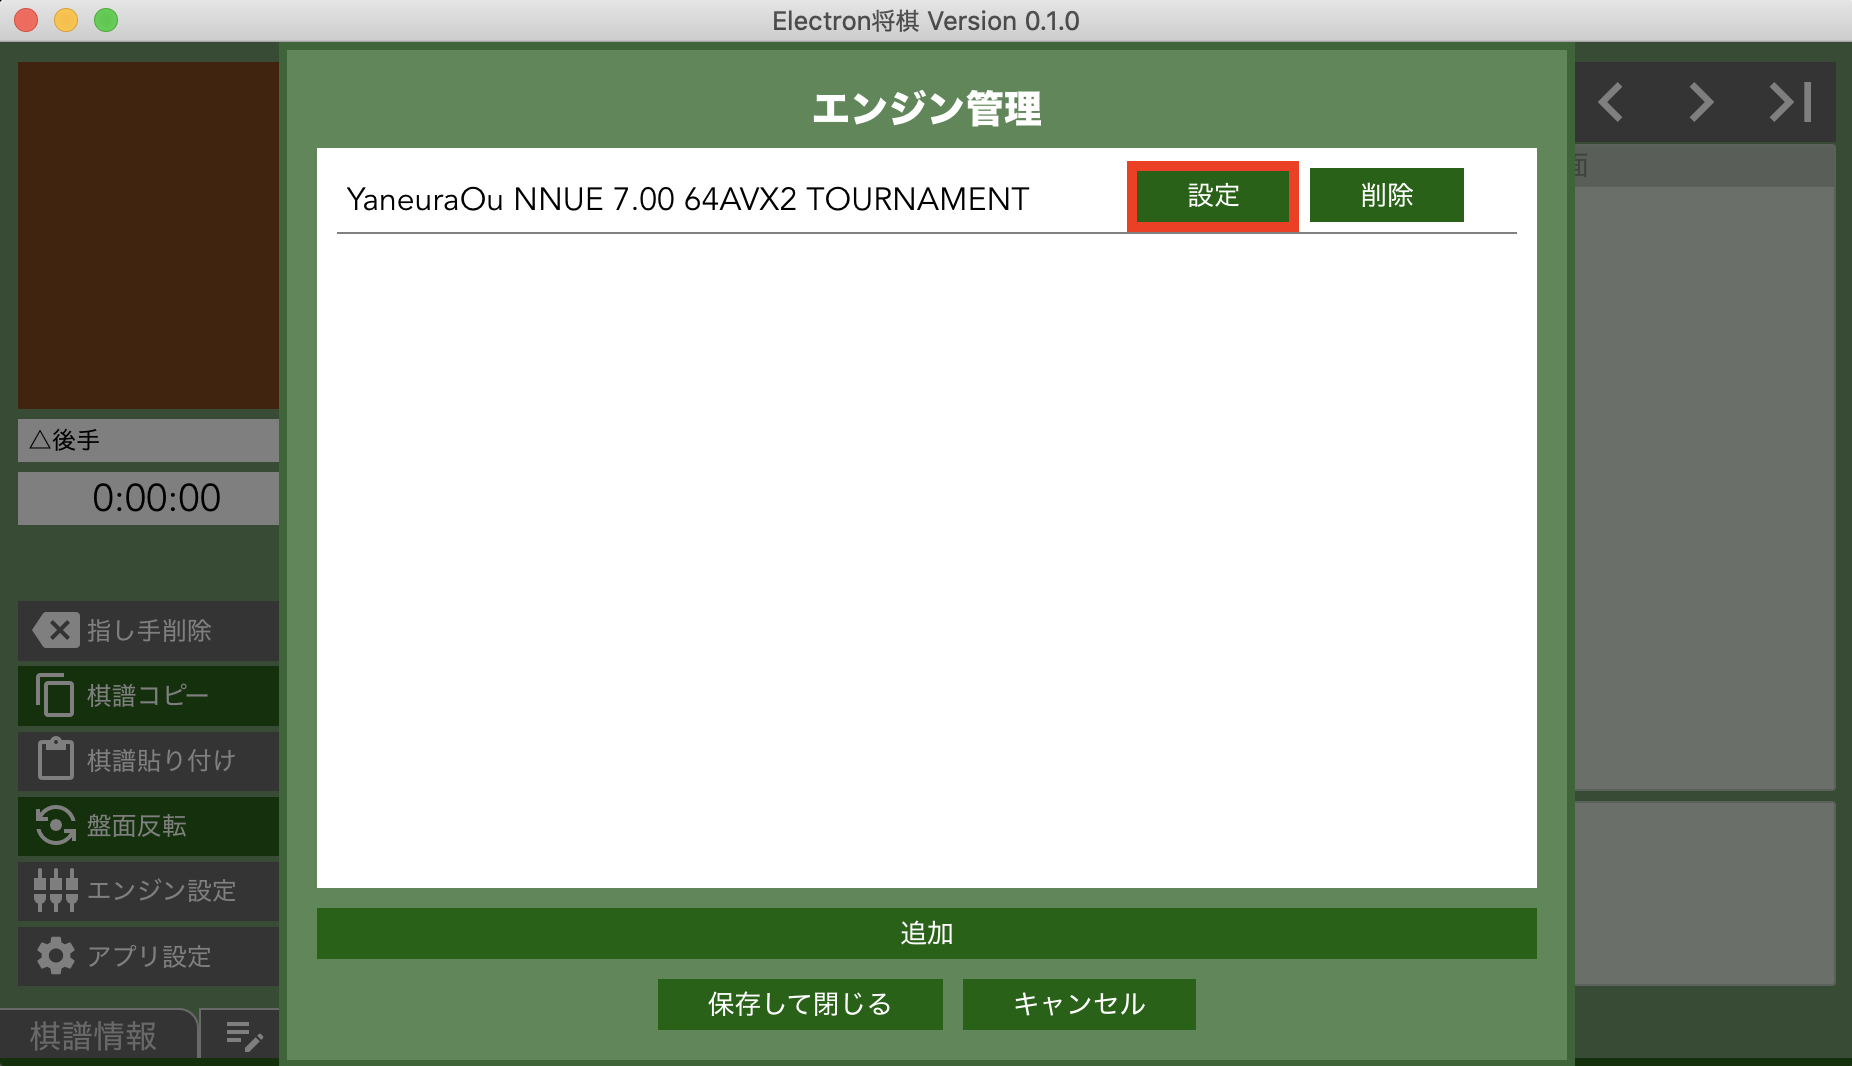 Electron将棋 Version 0.1.0
エンジン管理
YaneuraOu NNUE 7.00 64AVX2 TOURNAMENT
設定
削除
面
△後手
0:00:00
指し手削除
棋譜コピー
棋譜貼り付け
盤面反転
エンジン設定
アプリ設定
追加
保存して閉じる
キャンセル
棋譜情報